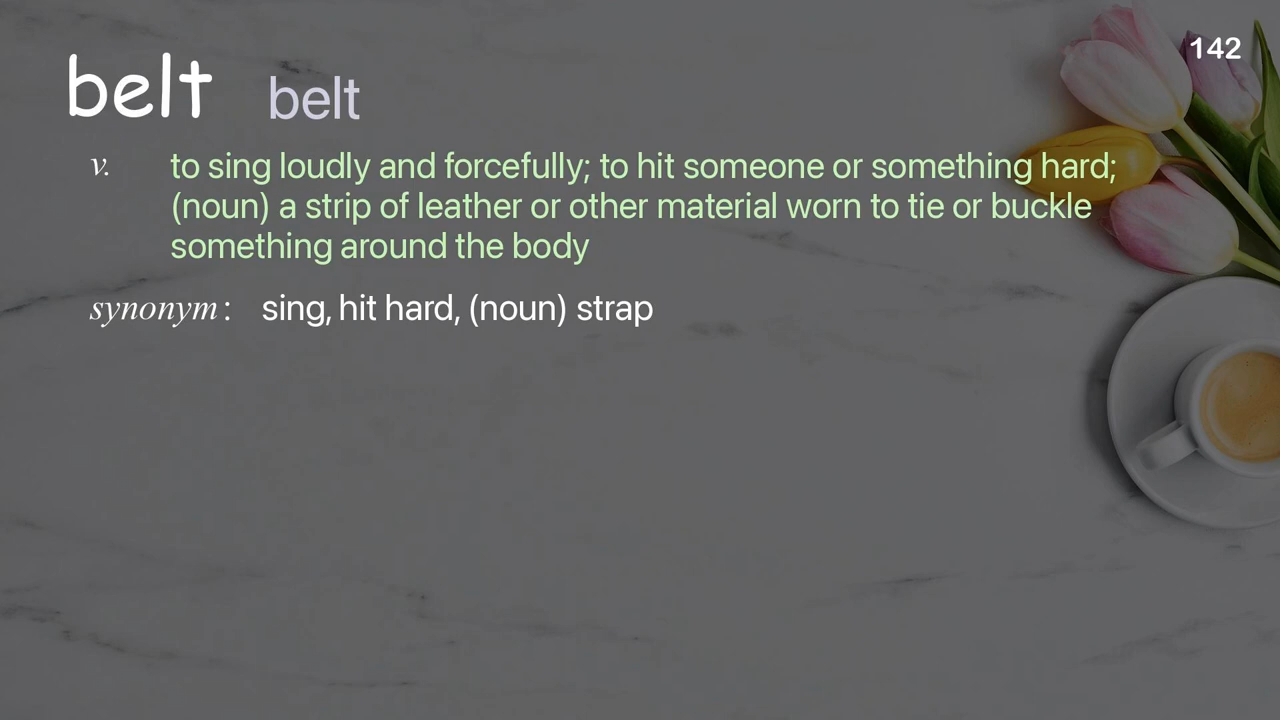 142
belt belt
v. to sing loudly and forcefully; to hit someone or something hard;
(noun) a strip of leather or other material worn to tie or buckle
something around the body
synonym: sing, hit hard, (noun) strap